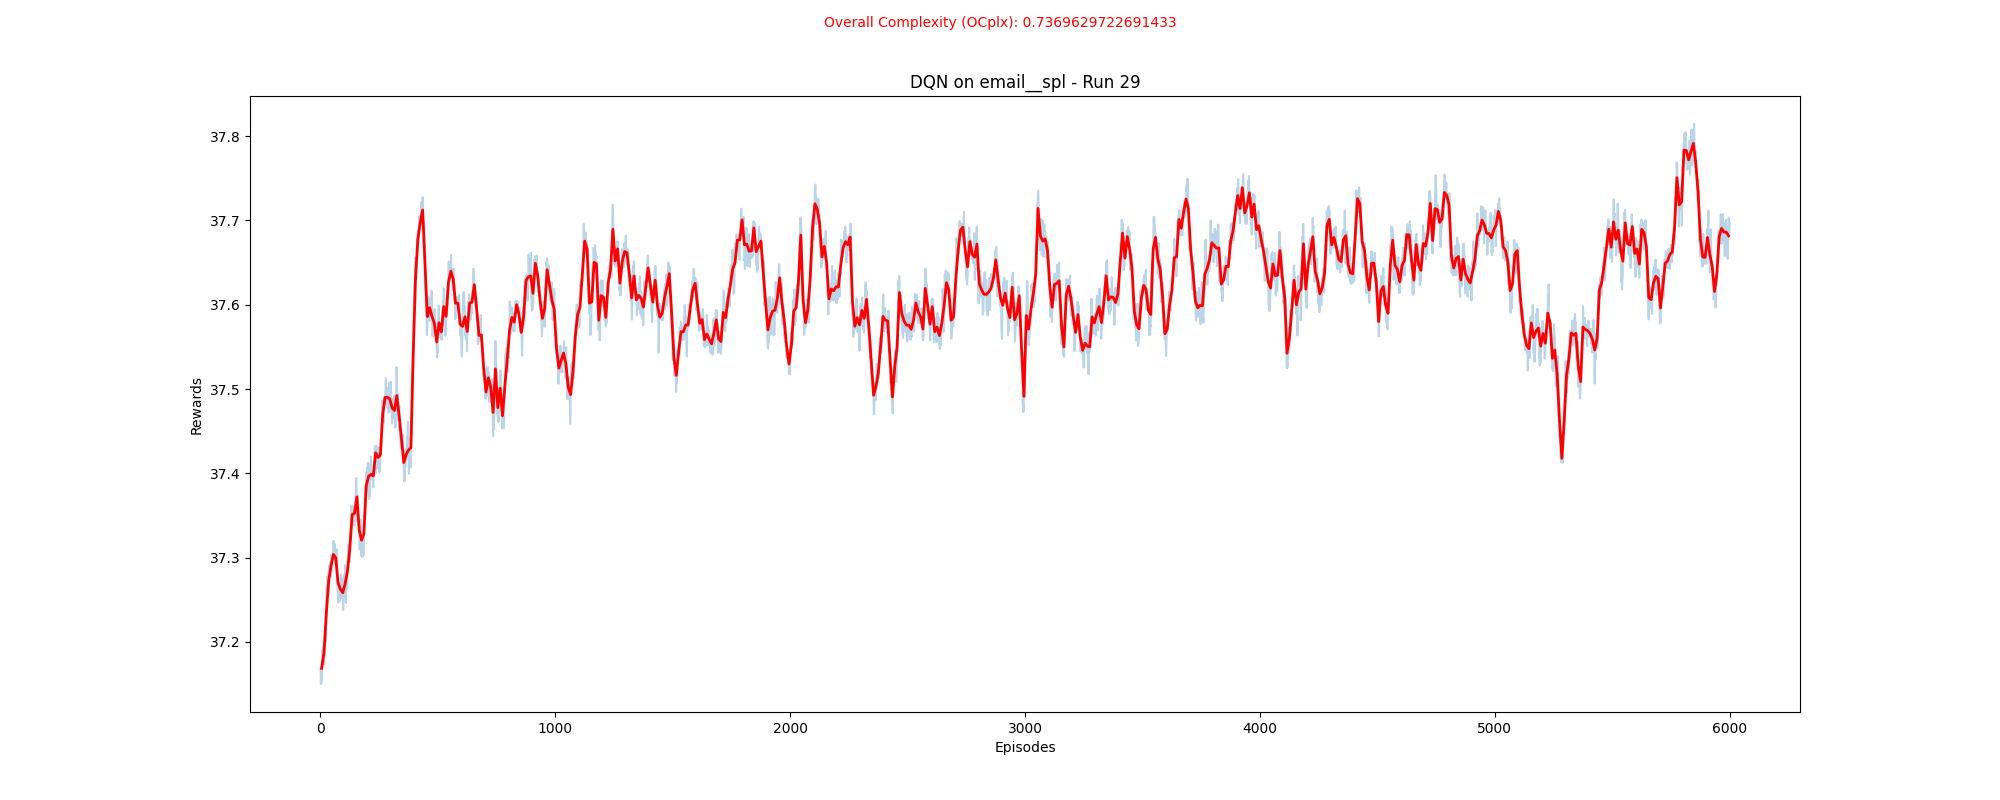 Overall Complexity (OCplx): 0.7369629722691433
DQN on email__spl - Run 29
37.8
37.7
37.6
37.5
37.4
37.3
37.2
Rewards
0 1000 2000 3000 4000 5000 6000
Episodes